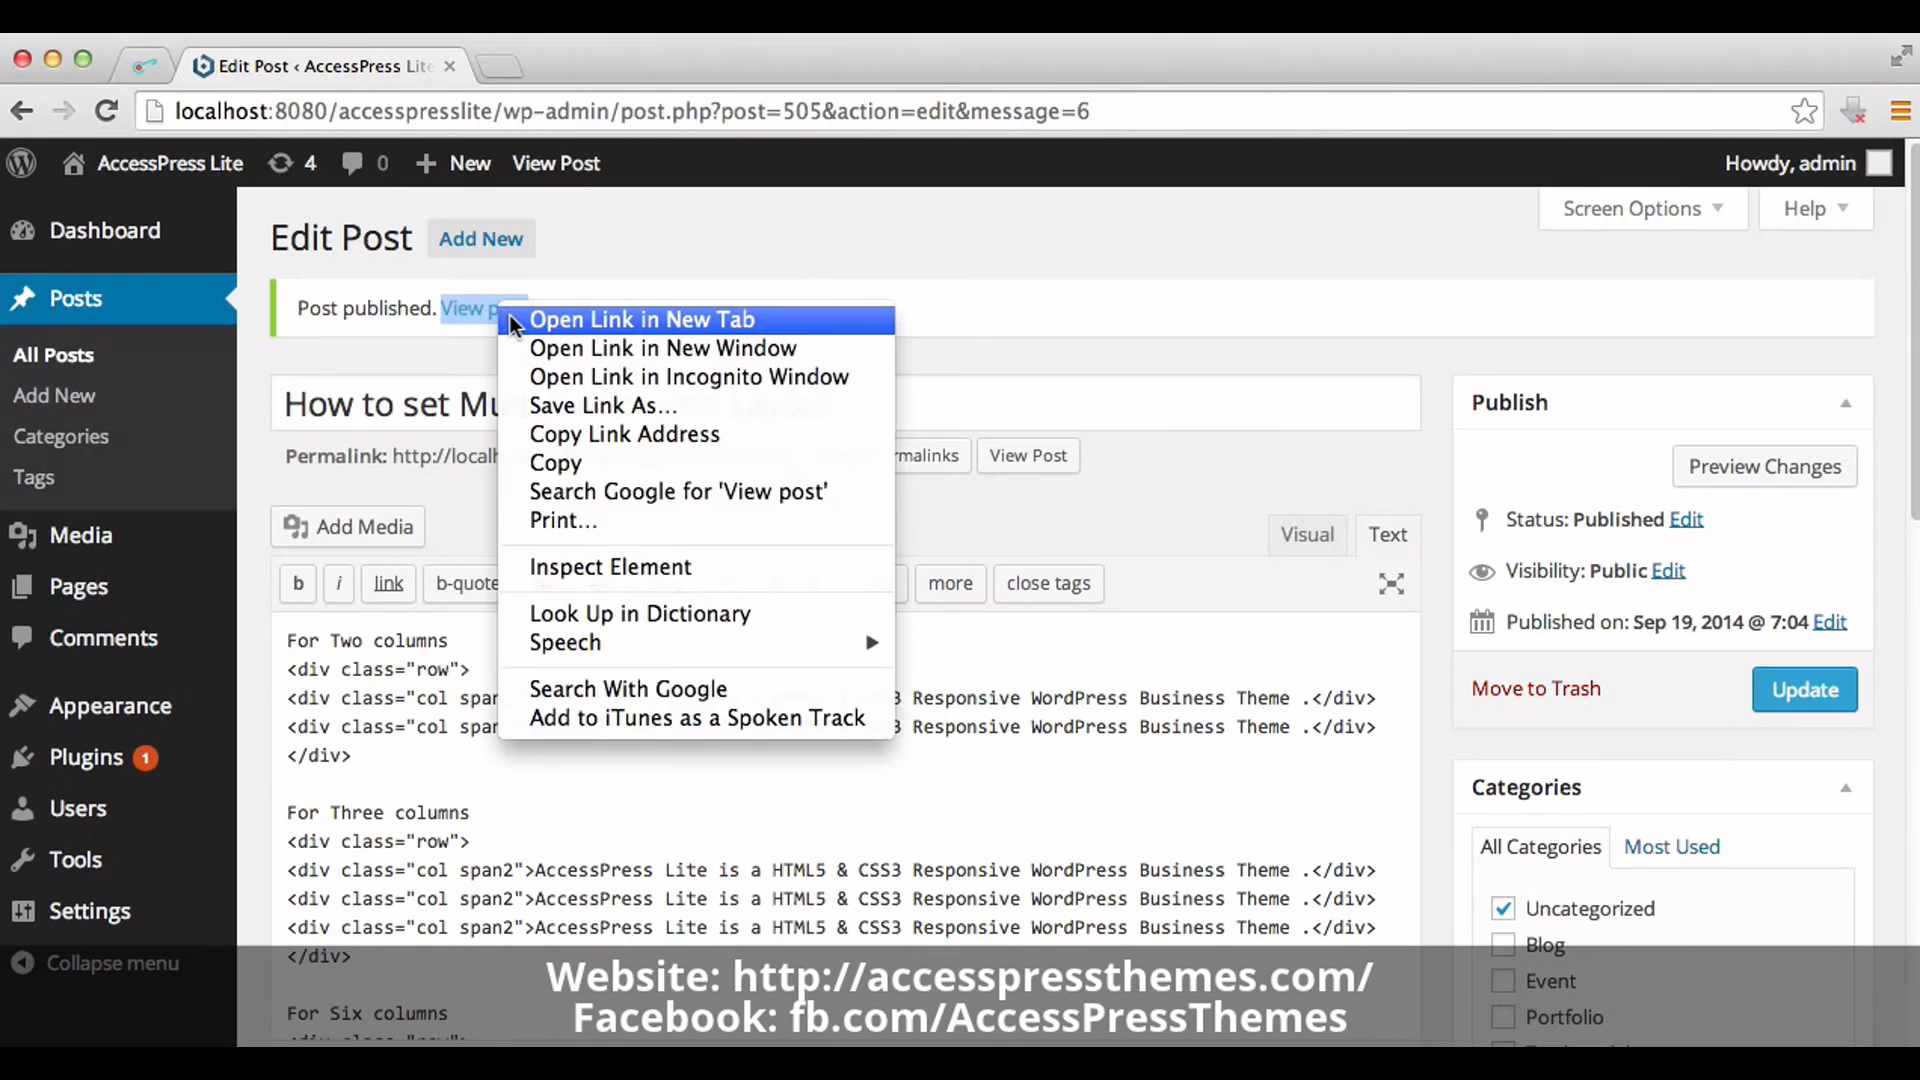 Edit Post ‹ AccessPress Lite
localhost:8080/accesspresslite/wp-admin/post.php?post=505&action=edit&message=6
AccessPress Lite 4 0 + New View Post Howdy, admin
Dashboard
Posts
All Posts
Add New
Categories
Tags
Media
Pages
Comments
Appearance
Plugins 1
Users
Tools
Settings
Collapse menu
Screen Options Help
Edit Post Add New
Post published. View p
Open Link in New Tab
Open Link in New Window
Open Link in Incognito Window
Save Link As...
Copy Link Address
Copy
Search Google for 'View post'
Print...
Inspect Element
Look Up in Dictionary
Speech
Search With Google
Add to iTunes as a Spoken Track
How to set Mu
Permalink: http://localh malinks View Post
Add Media
Visual Text
b i link b-quote more close tags
For Two columns
<div class="row">
<div class="col span S3 Responsive WordPress Business Theme .</div>
<div class="col span S3 Responsive WordPress Business Theme .</div>
</div>
For Three columns
<div class="row">
<div class="col span2">AccessPress Lite is a HTML5 & CSS3 Responsive WordPress Business Theme .</div>
<div class="col span2">AccessPress Lite is a HTML5 & CSS3 Responsive WordPress Business Theme .</div>
<div class="col span2">AccessPress Lite is a HTML5 & CSS3 Responsive WordPress Business Theme .</div>
</div>
For Six columns
Publish
Preview Changes
Status: Published Edit
Visibility: Public Edit
Published on: Sep 19, 2014 @ 7:04 Edit
Move to Trash Update
Categories
All Categories Most Used
Uncategorized
Blog
Event
Portfolio
Website: http://accesspressthemes.com/
Facebook: fb.com/AccessPressThemes